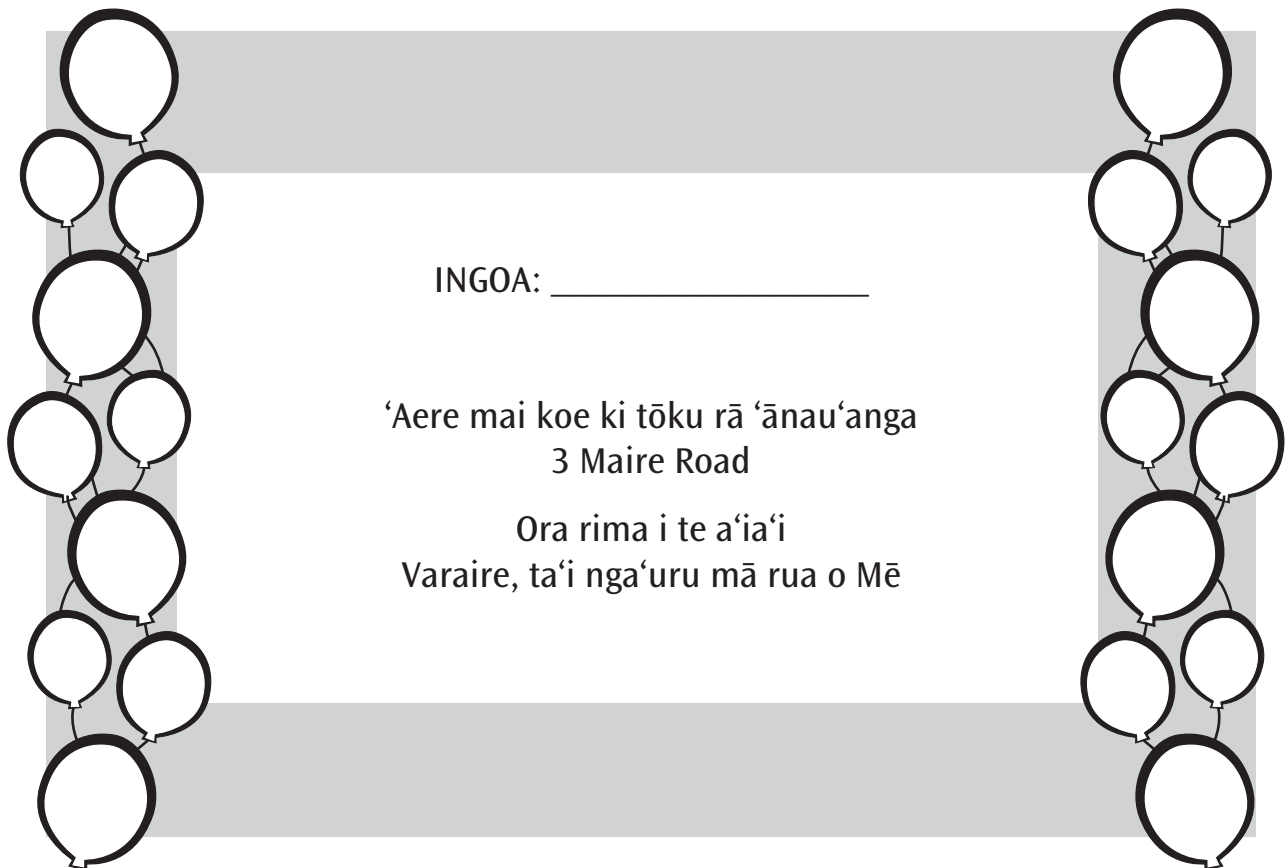 INGOA: ___________________
‘Aere mai koe ki tōku rā ‘ānau‘anga
3 Maire Road
Ora rima i te a‘ia‘i
Varaire, ta‘i nga‘uru mā rua o Mē